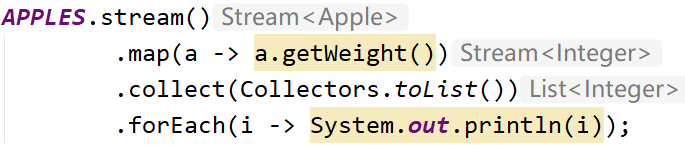 APPLES.stream() Stream<Apple>
.map(a -> a.getWeight()) Stream<Integer>
.collect(Collectors.toList()) List<Integer>
.forEach(i -> System.out.println(i));